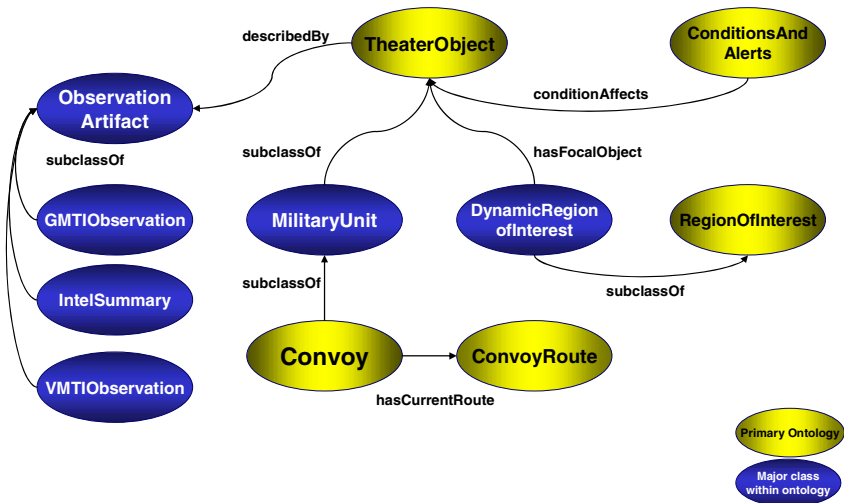 describedBy
TheaterObject
ConditionsAnd
Alerts
conditionAffects
Observation
Artifact
subclassOf
subclassOf
hasFocalObject
GMTIObservation
MilitaryUnit
DynamicRegion
ofInterest
RegionOfInterest
subclassOf
subclassOf
IntelSummary
Convoy
ConvoyRoute
VMTIObservation
hasCurrentRoute
Primary Ontology
Major class
within ontology